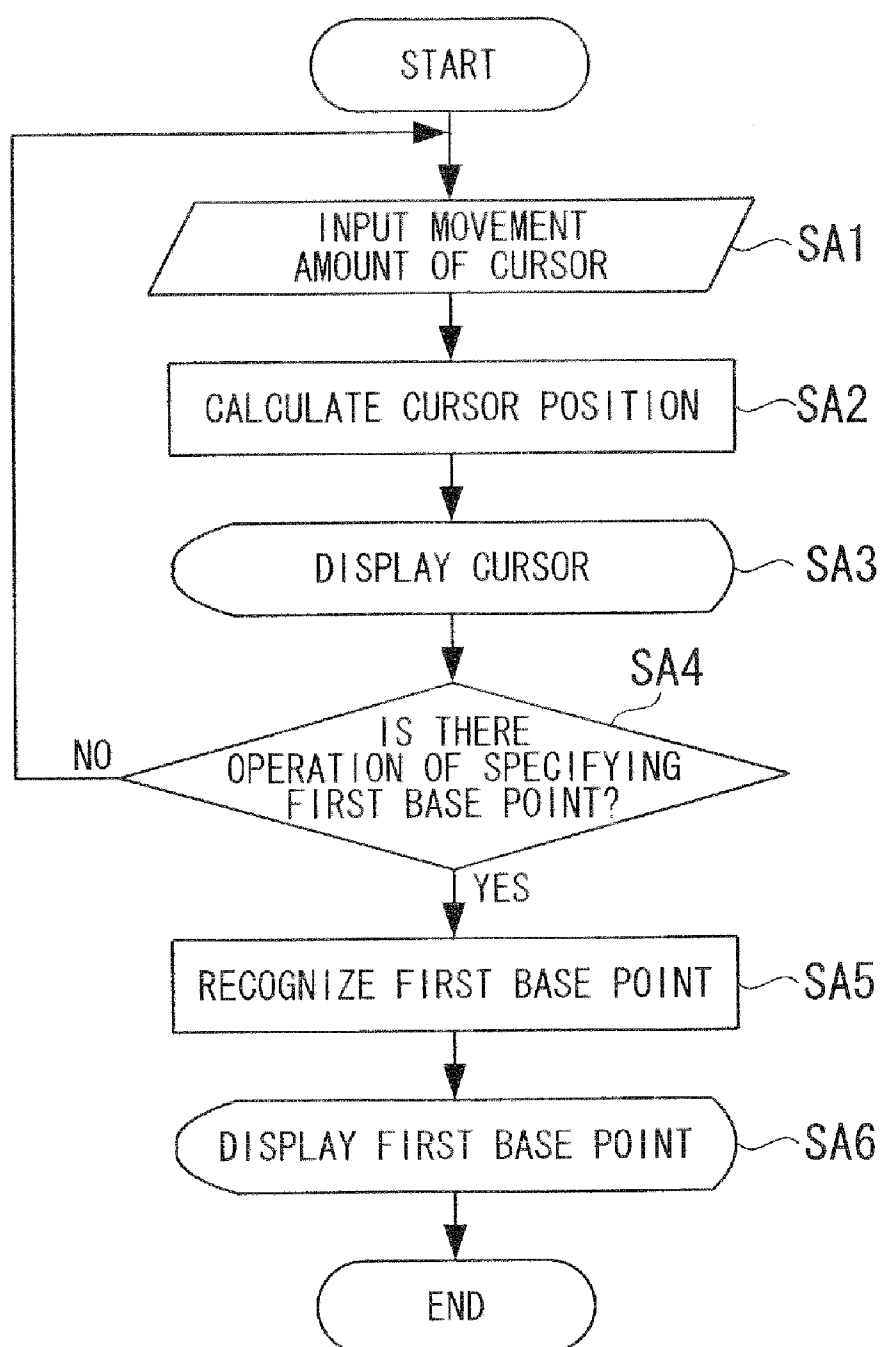 START
INPUT MOVEMENT
AMOUNT OF CURSOR
SA1
CALCULATE CURSOR POSITION
SA2
DISPLAY CURSOR
SA3
SA4
IS THERE
OPERATION OF SPECIFYING
FIRST BASE POINT?
NO
YES
RECOGNIZE FIRST BASE POINT
SA5
DISPLAY FIRST BASE POINT
SA6
END